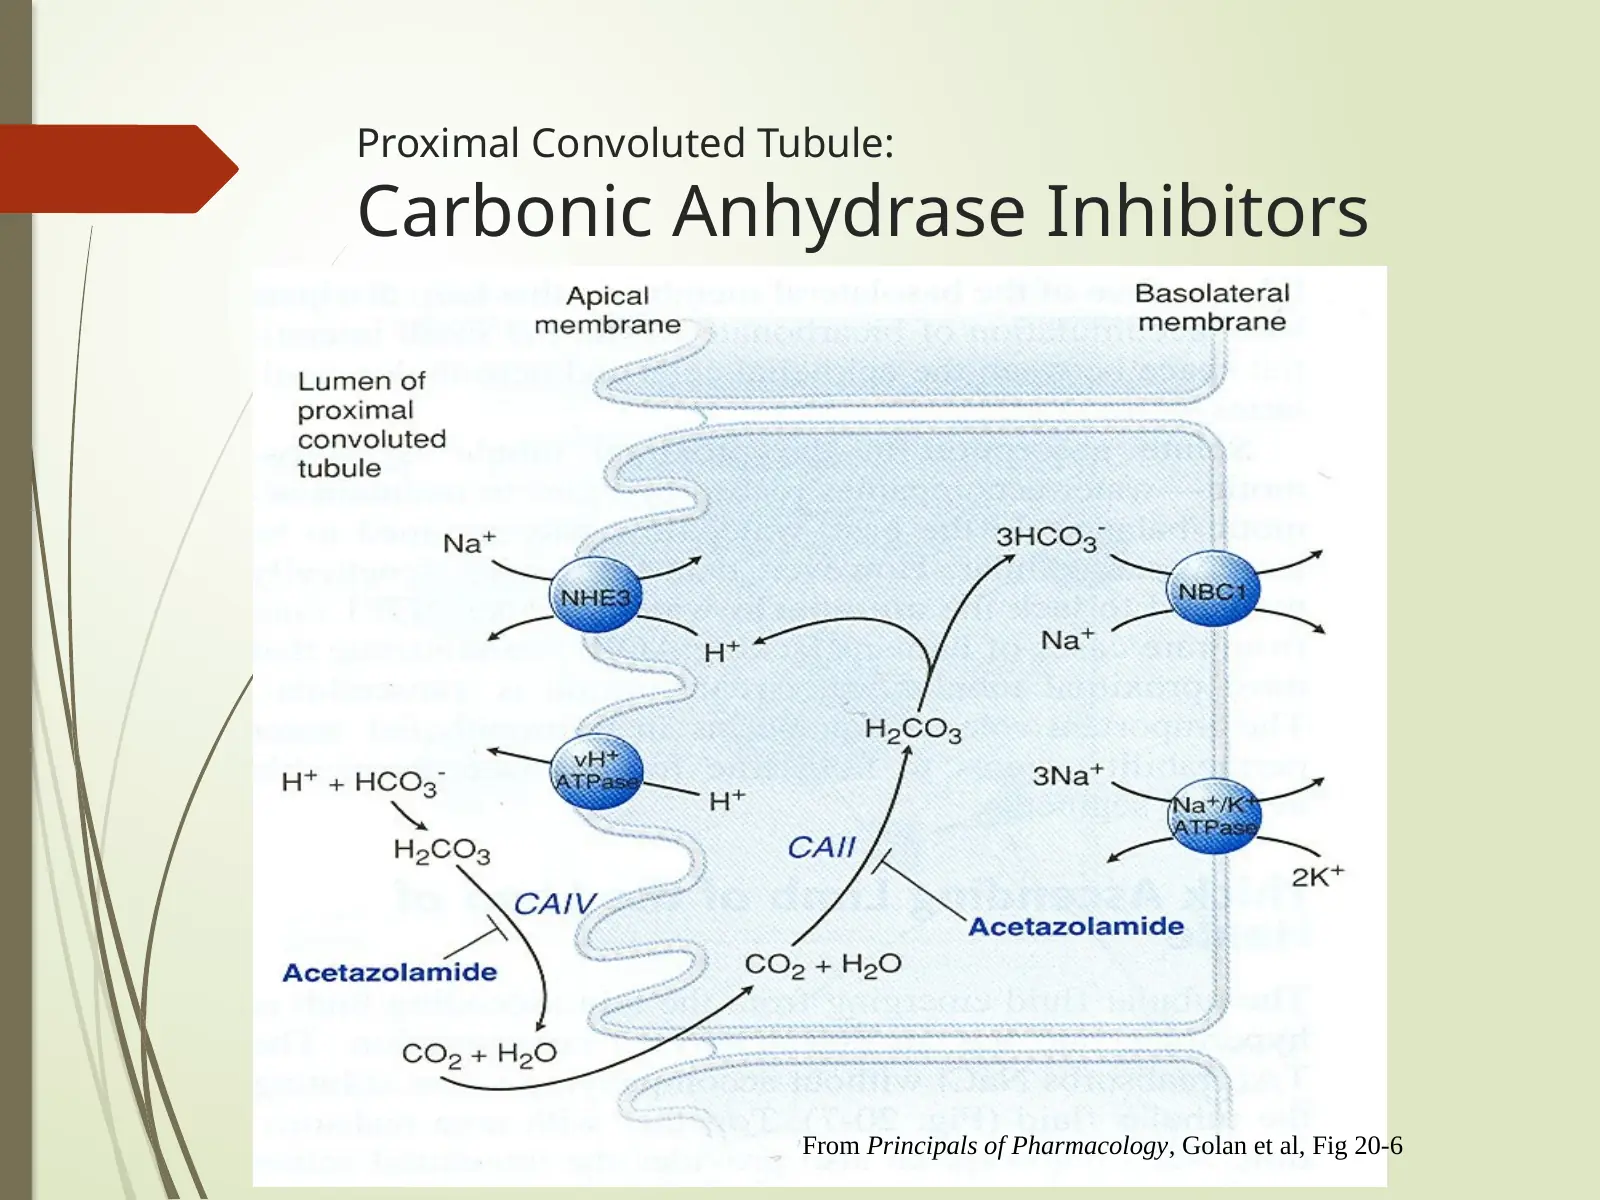 Proximal Convoluted Tubule:
Carbonic Anhydrase Inhibitors
Apical
membrane
Basolateral
membrane
Lumen of
proximal
convoluted
tubule
Na⁺
NHE3
H⁺
3HCO₃⁻
NBC1
Na⁺
H₂CO₃
vH⁺
ATPase
H⁺
H⁺ + HCO₃⁻
H₂CO₃
3Na⁺
Na⁺/K⁺
ATPase
2K⁺
CAII
CAIV
Acetazolamide
Acetazolamide
CO₂ + H₂O
CO₂ + H₂O
From Principals of Pharmacology, Golan et al, Fig 20-6